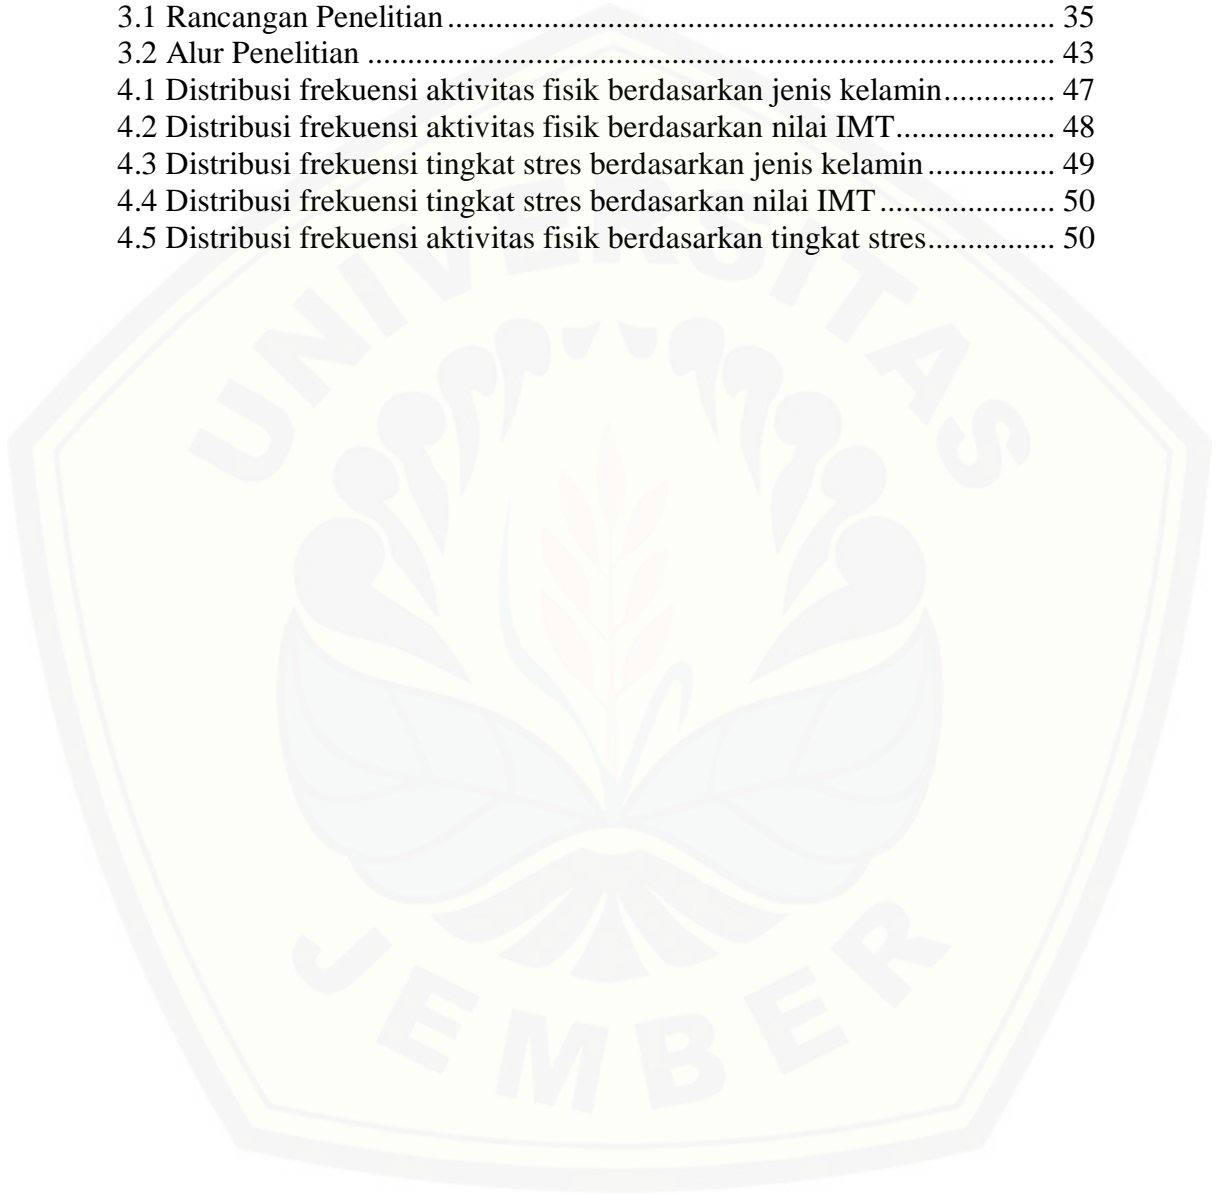 3.1 Rancangan Penelitian ............................................................................ 35
3.2 Alur Penelitian ...................................................................................... 43
4.1 Distribusi frekuensi aktivitas fisik berdasarkan jenis kelamin.............. 47
4.2 Distribusi frekuensi aktivitas fisik berdasarkan nilai IMT.................... 48
4.3 Distribusi frekuensi tingkat stres berdasarkan jenis kelamin ................ 49
4.4 Distribusi frekuensi tingkat stres berdasarkan nilai IMT ...................... 50
4.5 Distribusi frekuensi aktivitas fisik berdasarkan tingkat stres................ 50
UNIVERSITAS
JEMBER